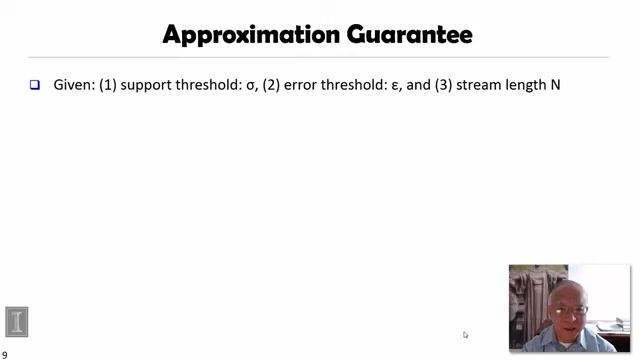 Approximation Guarantee
Given: (1) support threshold: σ, (2) error threshold: ε, and (3) stream length N
I
9